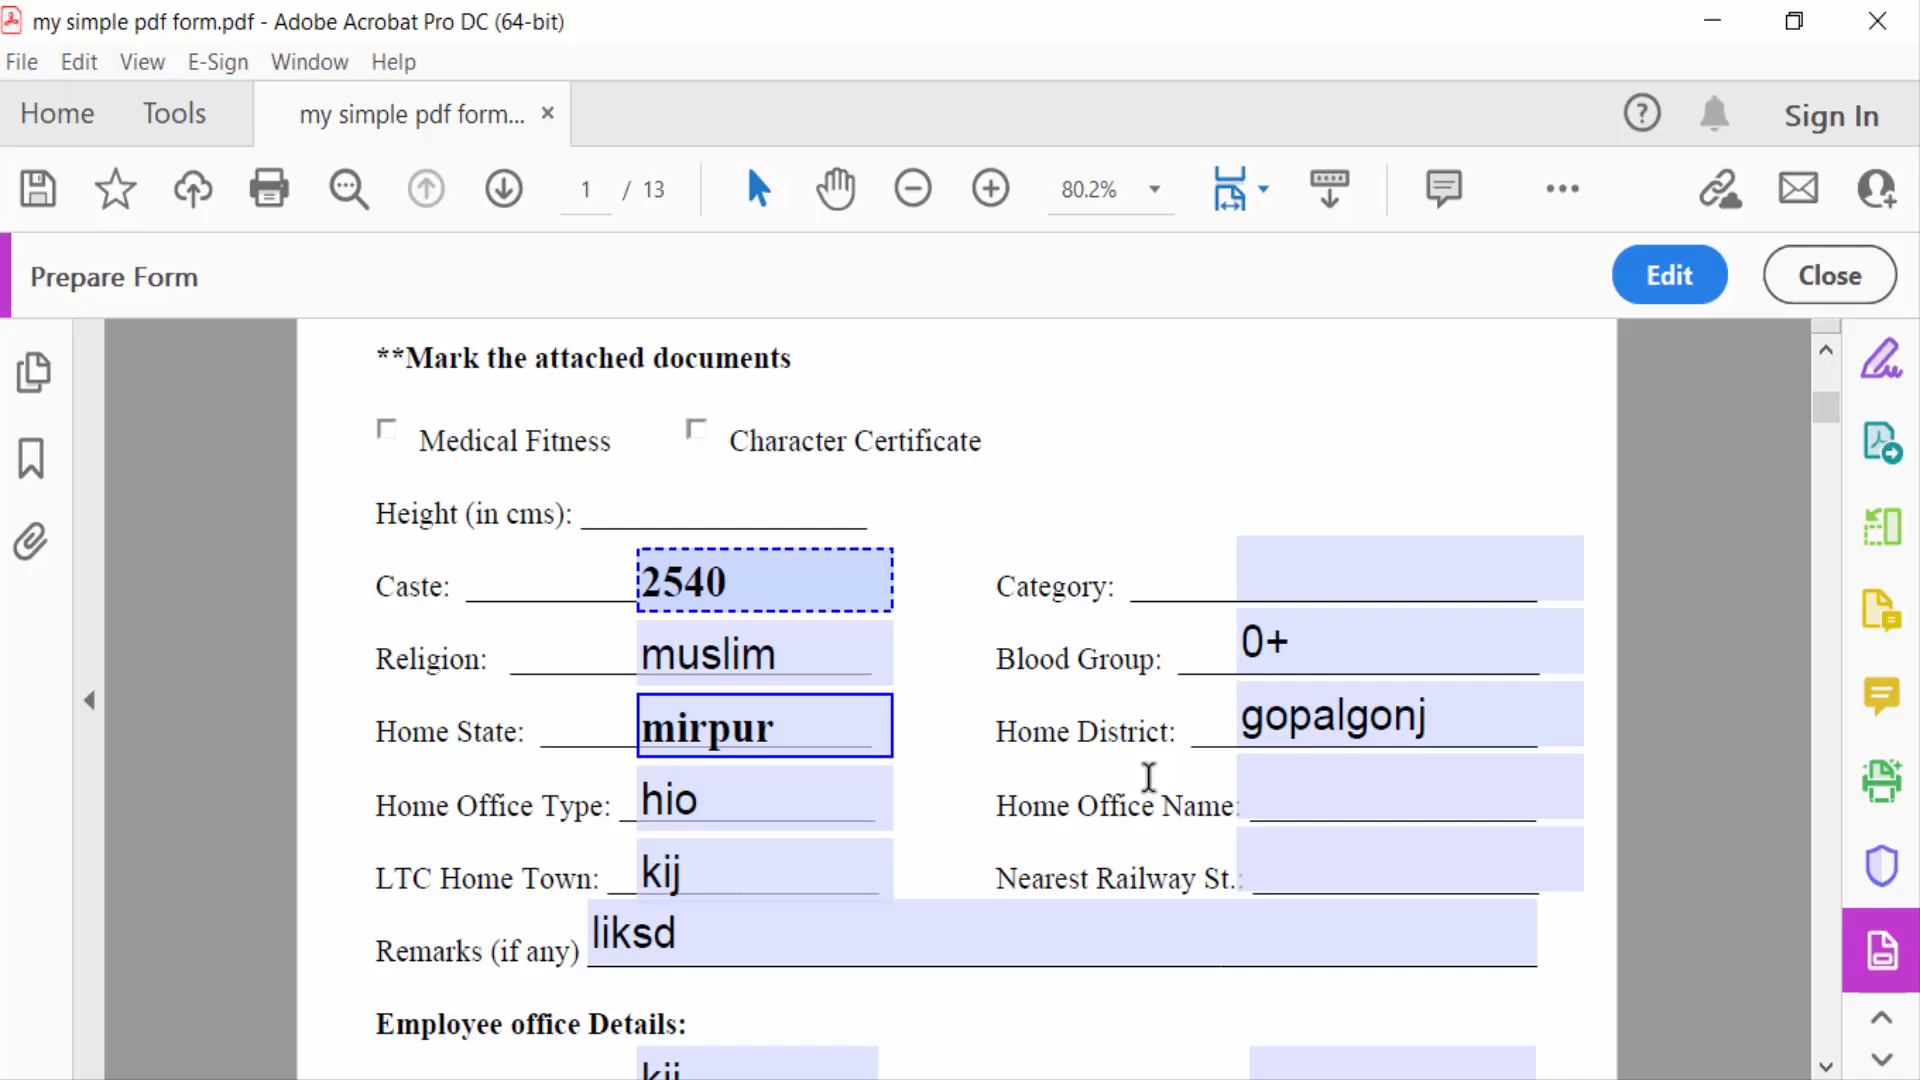 my simple pdf form.pdf - Adobe Acrobat Pro DC (64-bit)
File Edit View E-Sign Window Help
Home Tools my simple pdf form... × Sign In
1 / 13 80.2%
Prepare Form Edit Close
**Mark the attached documents
Medical Fitness Character Certificate
Height (in cms):
Caste: 2540 Category:
Religion: muslim Blood Group: 0+
Home State: mirpur Home District: gopalgonj
Home Office Type: hio Home Office Name:
LTC Home Town: kij Nearest Railway St.:
Remarks (if any) liksd
Employee office Details:
kij